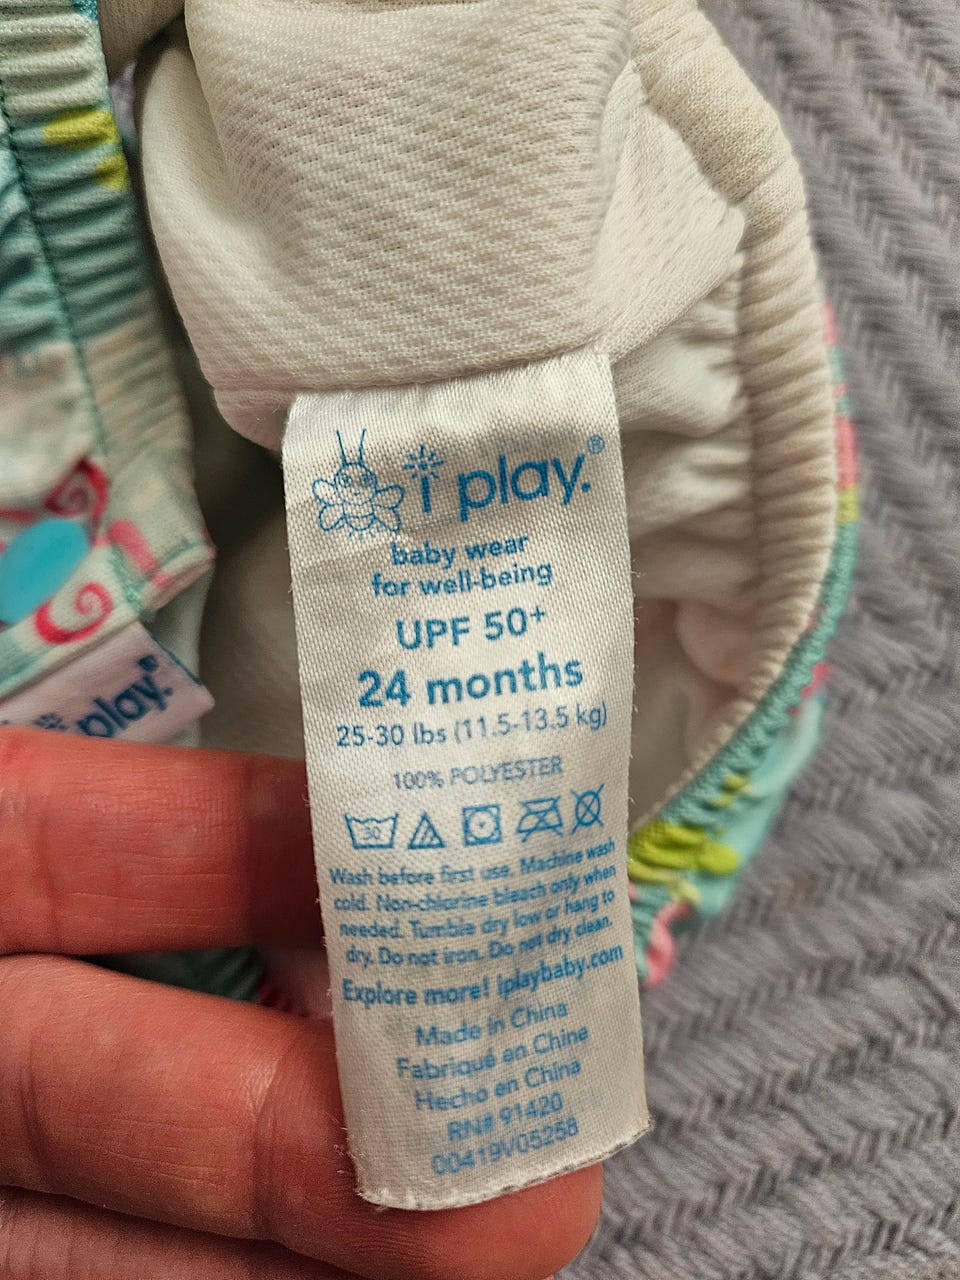 i play.®
baby wear
for well-being
UPF 50+
24 months
25-30 lbs (11.5-13.5 kg)
100% POLYESTER
30
Wash before first use. Machine wash
cold. Non-chlorine bleach only when
needed. Tumble dry low or hang to
dry. Do not iron. Do not dry clean.
Explore more! iplaybaby.com
Made in China
Fabriqué en Chine
Hecho en China
RN# 91420
00419V05258
play.®